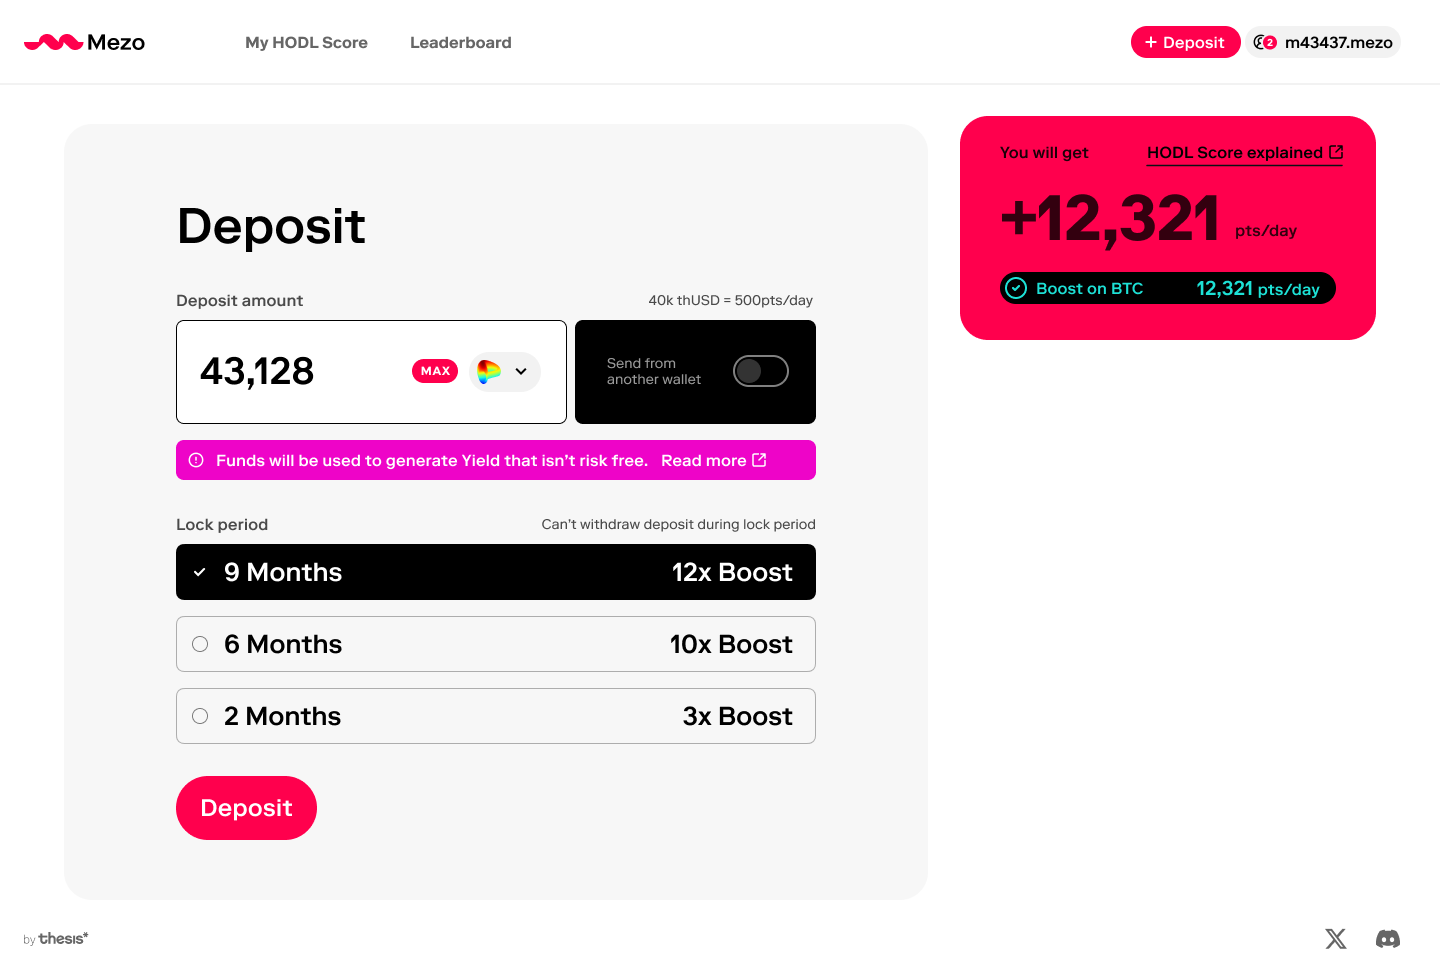 Mezo
My HODL Score
Leaderboard
+ Deposit
2
m43437.mezo
Deposit
Deposit amount
40k thUSD = 500pts/day
43,128
MAX
Send from
another wallet
Funds will be used to generate Yield that isn't risk free. Read more
Lock period
Can't withdraw deposit during lock period
9 Months
12x Boost
6 Months
10x Boost
2 Months
3x Boost
Deposit
You will get
HODL Score explained
+12,321 pts/day
Boost on BTC
12,321 pts/day
by thesis*